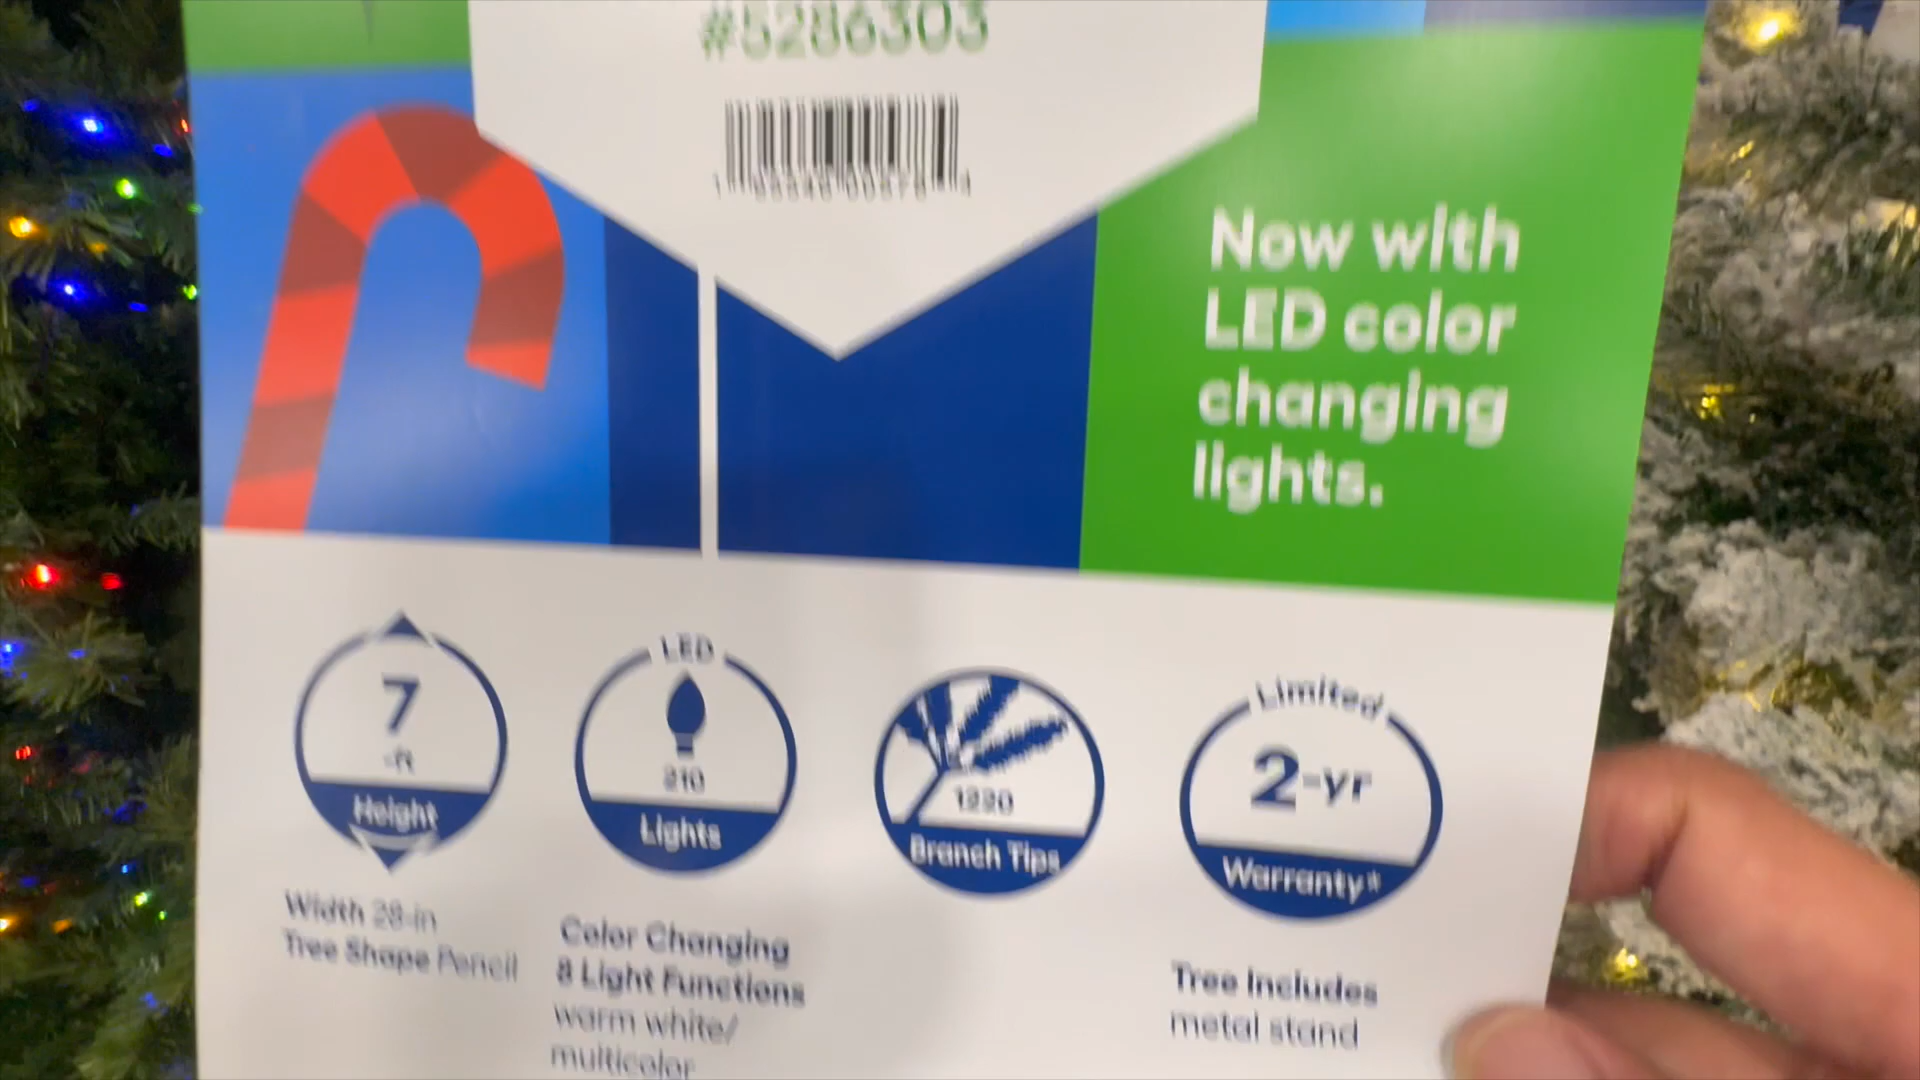 #5286303
Now with
LED color
changing
lights.
7
-ft
Height
Width 28-in
Tree Shape Pencil
LED
210
Lights
Color Changing
8 Light Functions
warm white/
multicolor
1220
Branch Tips
Limited
2-yr
Warranty*
Tree Includes
metal stand